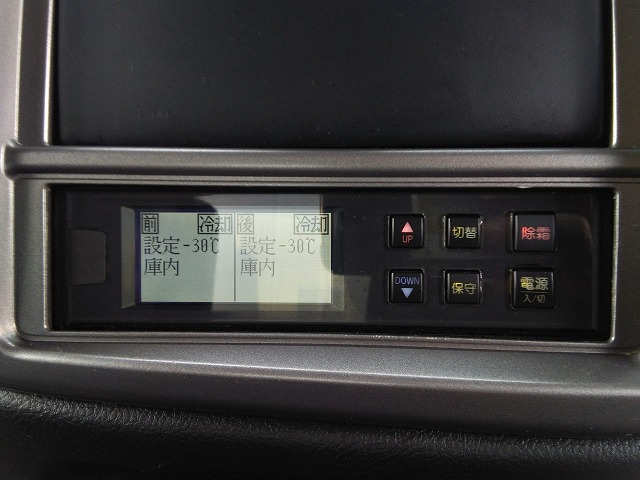 前 冷却 後 冷却
設定-30℃ 設定-30℃
庫内 庫内
UP 切替 除霜
DOWN 保守 電源
入/切